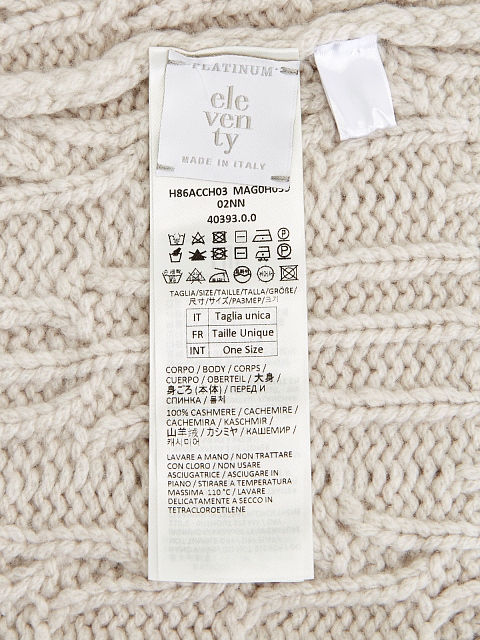 PLATINUM
ele
ven
ty
MADE IN ITALY
H86ACCH03 MAG0H035
02NN
40393.0.0
TAGLIA/SIZE/TAILLE/TALLA/GRÖßE/
尺寸/サイズ/РАЗМЕР/크기
IT Taglia unica
FR Taille Unique
INT One Size
CORPO / BODY / CORPS /
CUERPO / OBERTEIL / 大身 /
身ごろ (本体) / ПЕРЕД И
СПИНКА / 몸처
100% CASHMERE / CACHEMIRE /
CACHEMIRA / KASCHMIR /
山羊绒 / カシミヤ / КАШЕМИР /
캐시미어
LAVARE A MANO / NON TRATTARE
CON CLORO / NON USARE
ASCIUGATRICE / ASCIUGARE IN
PIANO / STIRARE A TEMPERATURA
MASSIMA 110°C / LAVARE
DELICATAMENTE A SECCO IN
TETRACLOROETILENE